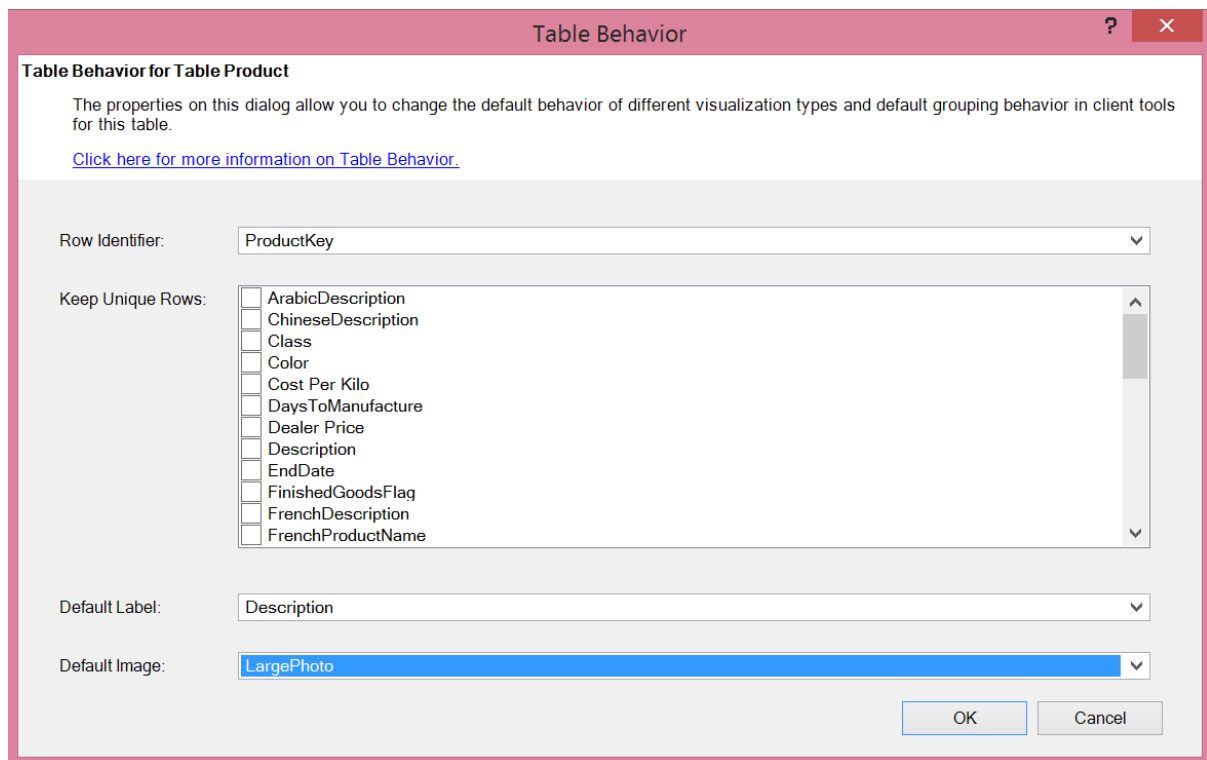 Table Behavior
?
Table Behavior for Table Product
The properties on this dialog allow you to change the default behavior of different visualization types and default grouping behavior in client tools
for this table.
Click here for more information on Table Behavior.
Row Identifier: ProductKey
Keep Unique Rows: ArabicDescription
ChineseDescription
Class
Color
Cost Per Kilo
DaysToManufacture
Dealer Price
Description
EndDate
FinishedGoodsFlag
FrenchDescription
FrenchProductName
Default Label: Description
Default Image: LargePhoto
OK Cancel